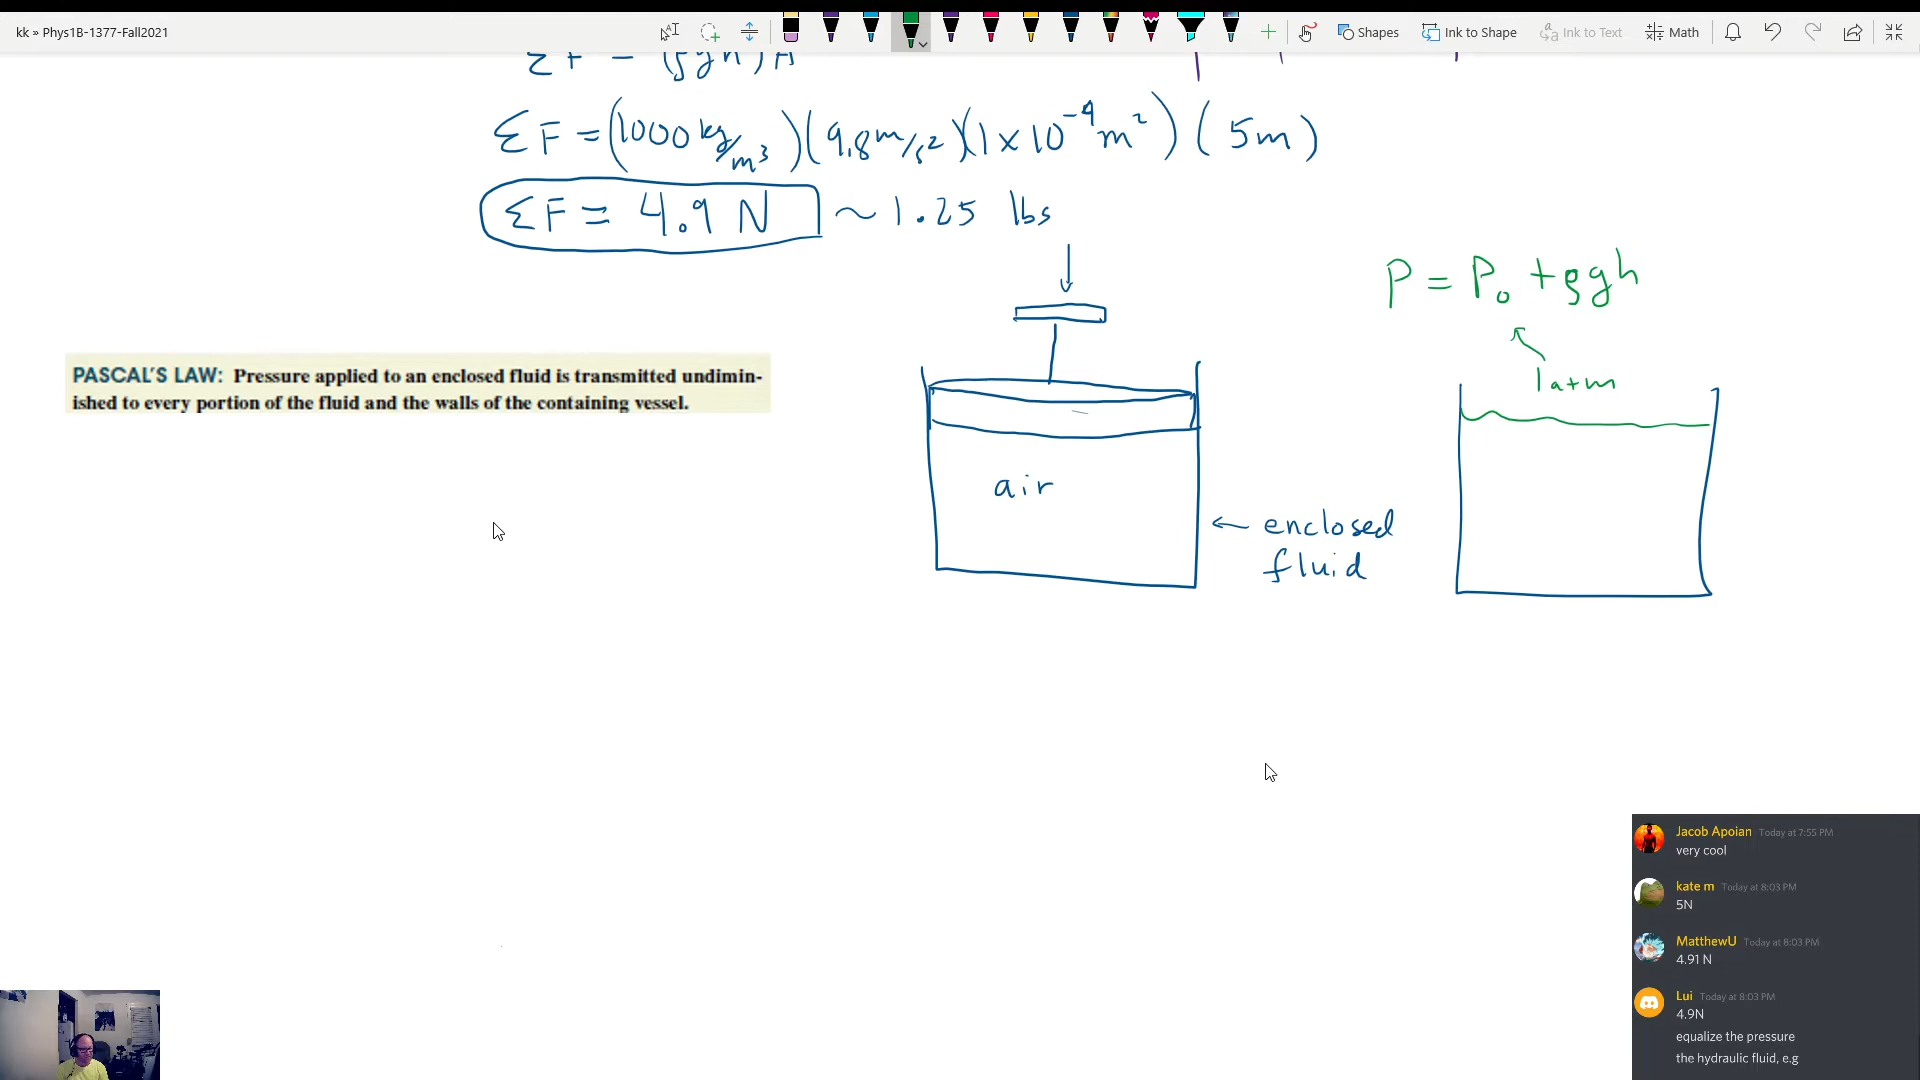 kk » Phys1B-1377-Fall2021
Shapes
Ink to Shape
Ink to Text
Math
ΣF = (ρgh)A
ΣF = (1000 kg/m³)(9.8 m/s²)(1 x 10⁻⁴ m²)(5m)
ΣF = 4.9 N ~ 1.25 lbs
P = P₀ + ρgh
1 atm
PASCAL'S LAW: Pressure applied to an enclosed fluid is transmitted undimin-
ished to every portion of the fluid and the walls of the containing vessel.
air
← enclosed
fluid
Jacob Apoian Today at 7:55 PM
very cool
kate m Today at 8:03 PM
5N
MatthewU Today at 8:03 PM
4.91 N
Lui Today at 8:03 PM
4.9N
equalize the pressure
the hydraulic fluid, e.g